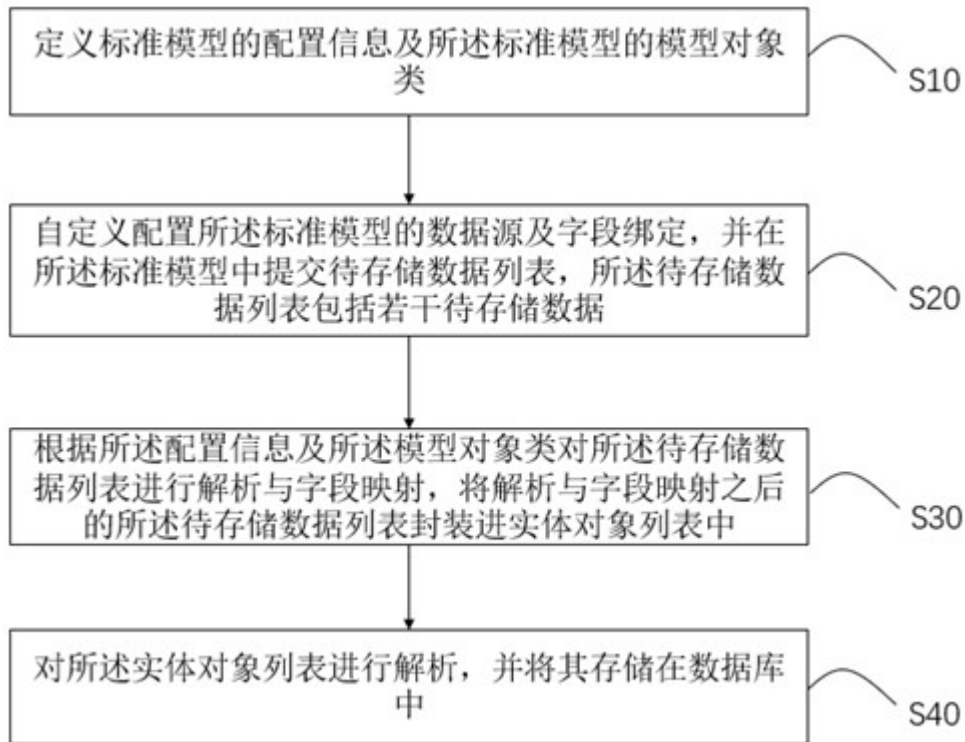 定义标准模型的配置信息及所述标准模型的模型对象
类
S10
自定义配置所述标准模型的数据源及字段绑定，并在
所述标准模型中提交待存储数据列表，所述待存储数
据列表包括若干待存储数据
S20
根据所述配置信息及所述模型对象类对所述待存储数
据列表进行解析与字段映射，将解析与字段映射之后
的所述待存储数据列表封装进实体对象列表中
S30
对所述实体对象列表进行解析，并将其存储在数据库
中
S40